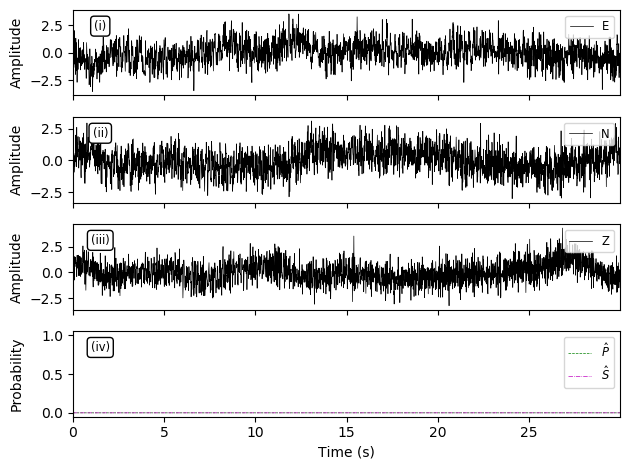 (i)
E
Amplitude
2.5
0.0
−2.5
(ii)
N
Amplitude
2.5
0.0
−2.5
(iii)
Z
Amplitude
2.5
0.0
−2.5
(iv)
P̂
Ŝ
Probability
1.0
0.5
0.0
0 5 10 15 20 25
Time (s)